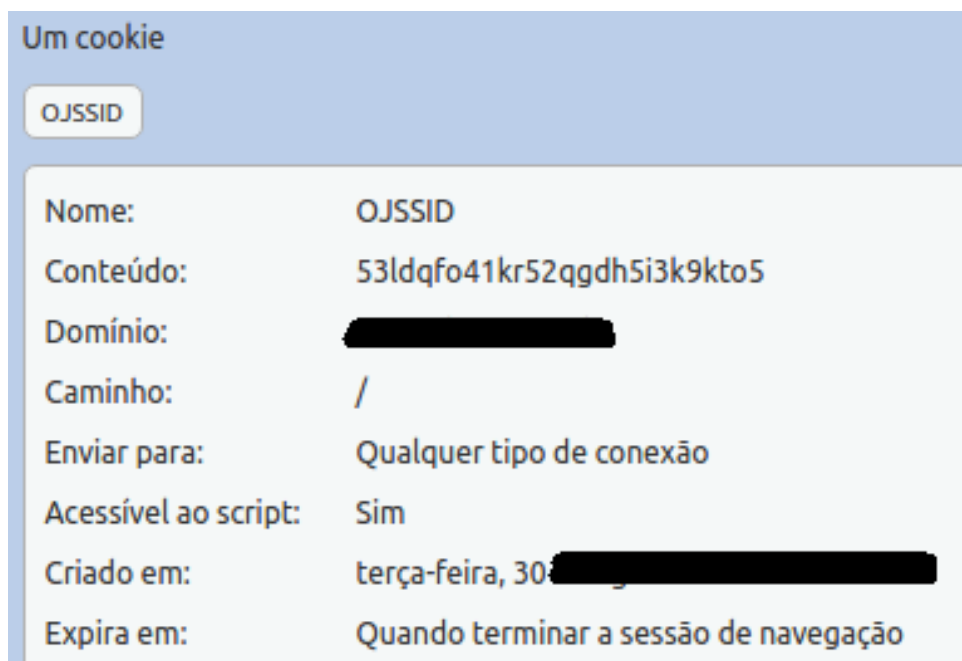 Um cookie
OJSSID
Nome: OJSSID
Conteúdo: 53ldqfo41kr52qgdh5i3k9kto5
Domínio:
Caminho: /
Enviar para: Qualquer tipo de conexão
Acessível ao script: Sim
Criado em: terça-feira, 30
Expira em: Quando terminar a sessão de navegação